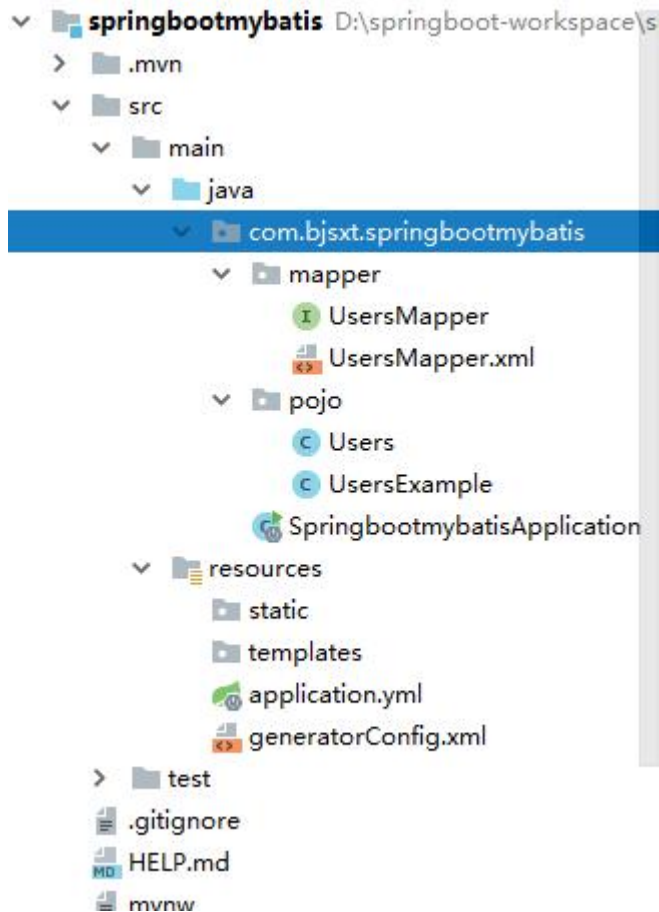 springbootmybatis D:\springboot-workspace\s
.mvn
src
main
java
com.bjsxt.springbootmybatis
mapper
UsersMapper
UsersMapper.xml
pojo
Users
UsersExample
SpringbootmybatisApplication
resources
static
templates
application.yml
generatorConfig.xml
test
.gitignore
HELP.md
mvnw